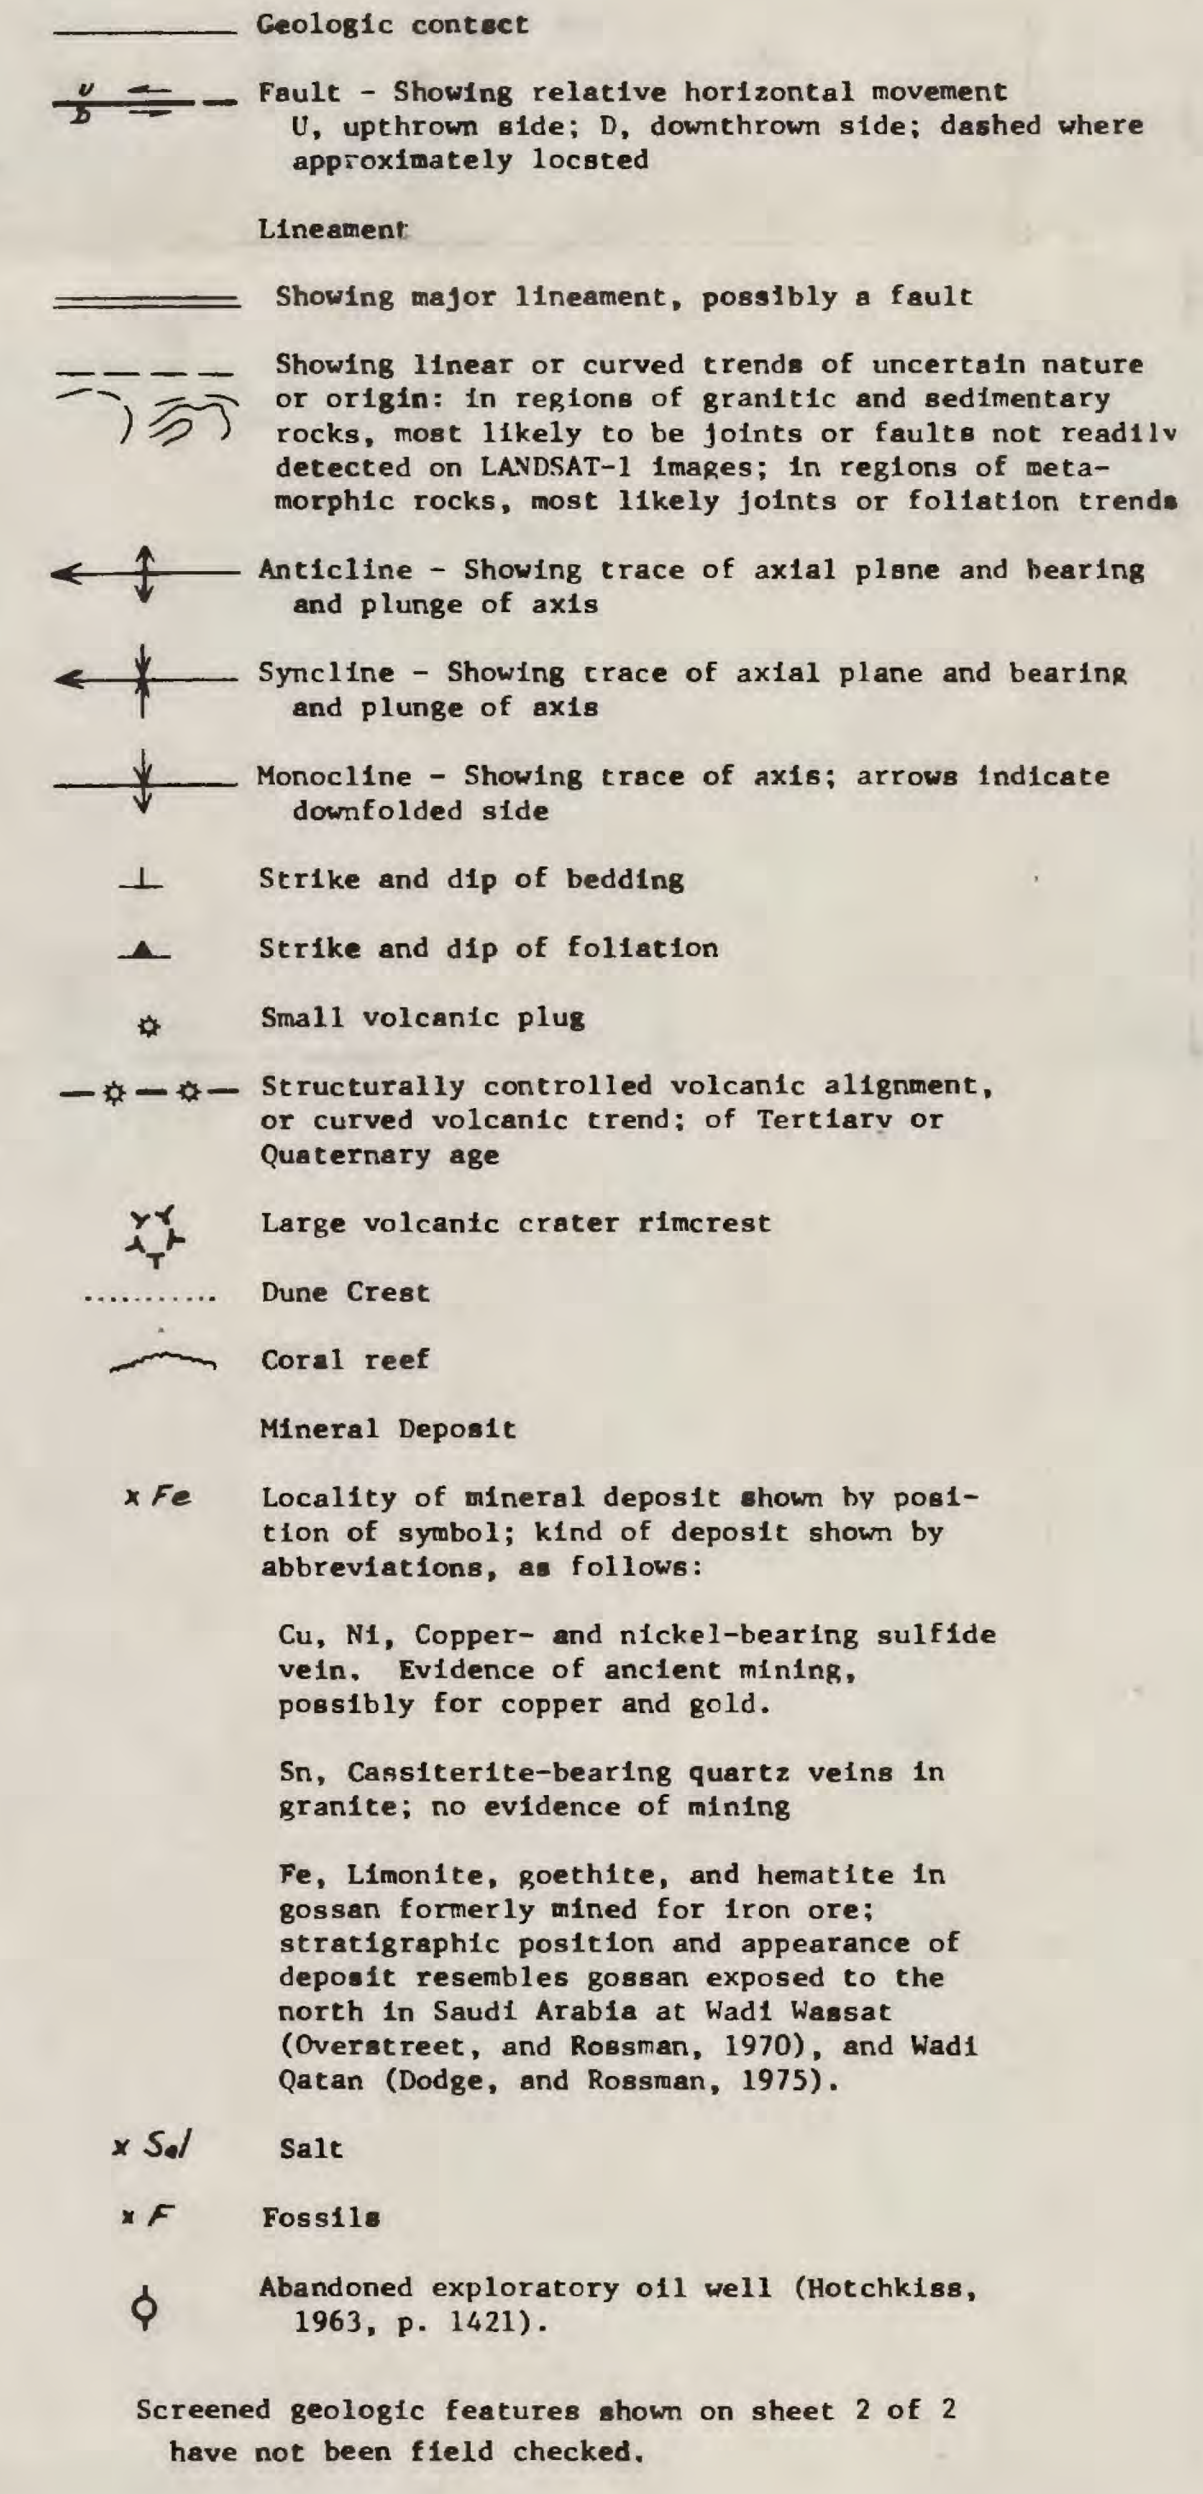 Geologic contact
U
D
Fault - Showing relative horizontal movement
U, upthrown side; D, downthrown side; dashed where
approximately located
Lineament
Showing major lineament, possibly a fault
Showing linear or curved trends of uncertain nature
or origin: in regions of granitic and sedimentary
rocks, most likely to be joints or faults not readily
detected on LANDSAT-1 images; in regions of meta-
morphic rocks, most likely joints or foliation trends
Anticline - Showing trace of axial plane and bearing
and plunge of axis
Syncline - Showing trace of axial plane and bearing
and plunge of axis
Monocline - Showing trace of axis; arrows indicate
downfolded side
Strike and dip of bedding
Strike and dip of foliation
Small volcanic plug
Structurally controlled volcanic alignment,
or curved volcanic trend; of Tertiary or
Quaternary age
Large volcanic crater rimcrest
Dune Crest
Coral reef
Mineral Deposit
x Fe Locality of mineral deposit shown by posi-
tion of symbol; kind of deposit shown by
abbreviations, as follows:
Cu, Ni, Copper- and nickel-bearing sulfide
vein. Evidence of ancient mining,
possibly for copper and gold.
Sn, Cassiterite-bearing quartz veins in
granite; no evidence of mining
Fe, Limonite, goethite, and hematite in
gossan formerly mined for iron ore;
stratigraphic position and appearance of
deposit resembles gossan exposed to the
north in Saudi Arabia at Wadi Wassat
(Overstreet, and Rossman, 1970), and Wadi
Qatan (Dodge, and Rossman, 1975).
x Sal Salt
x F Fossils
Abandoned exploratory oil well (Hotchkiss,
1963, p. 1421).
Screened geologic features shown on sheet 2 of 2
have not been field checked.